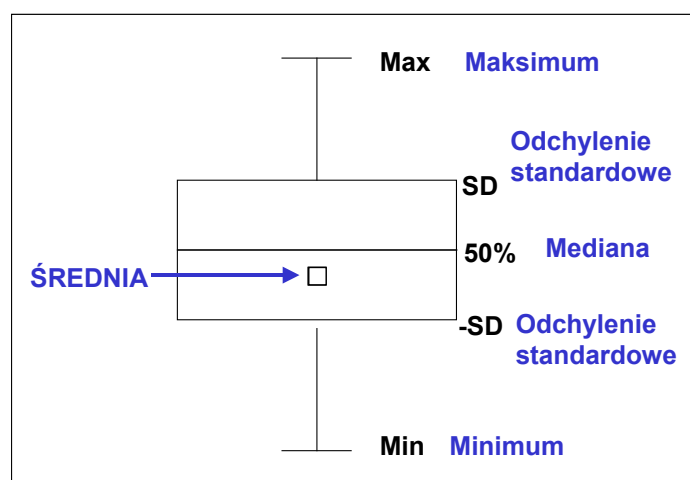 Max Maksimum
Odchylenie
standardowe
SD
50% Mediana
ŚREDNIA
-SD Odchylenie
standardowe
Min Minimum